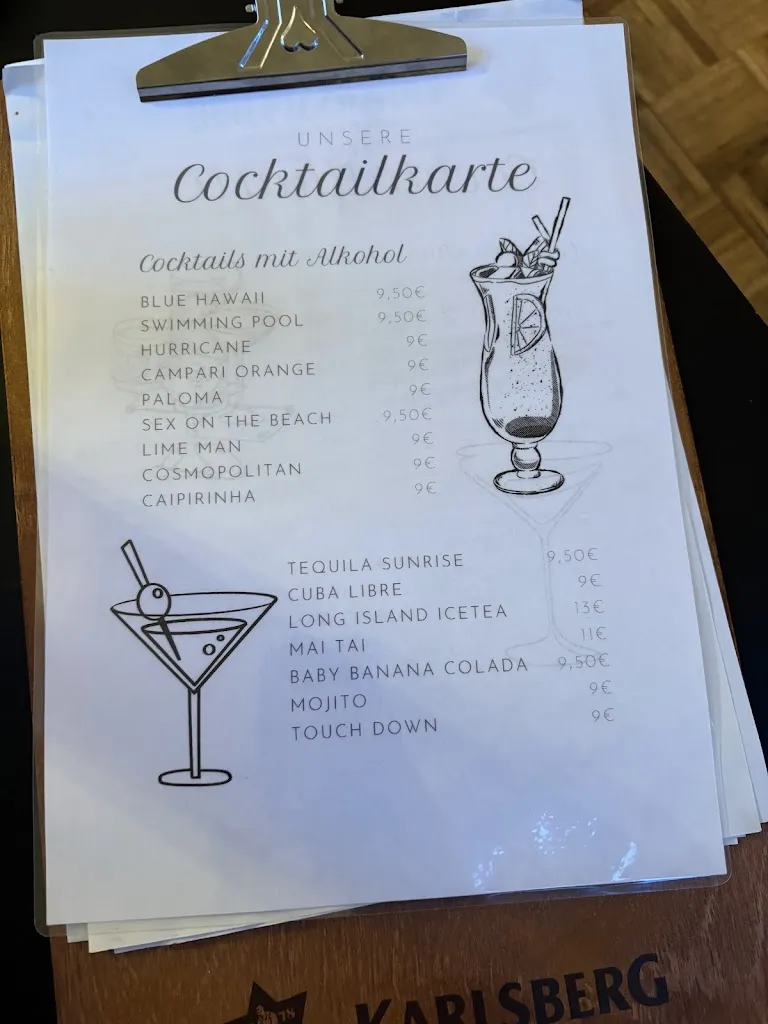 UNSERE
Cocktailkarte
Cocktails mit Alkohol
BLUE HAWAII 9,50€
SWIMMING POOL 9,50€
HURRICANE 9€
CAMPARI ORANGE 9€
PALOMA 9€
SEX ON THE BEACH 9,50€
LIME MAN 9€
COSMOPOLITAN 9€
CAIPIRINHA 9€
TEQUILA SUNRISE 9,50€
CUBA LIBRE 9€
LONG ISLAND ICETEA 13€
MAI TAI 11€
BABY BANANA COLADA 9,50€
MOJITO 9€
TOUCH DOWN 9€
KARLSBERG